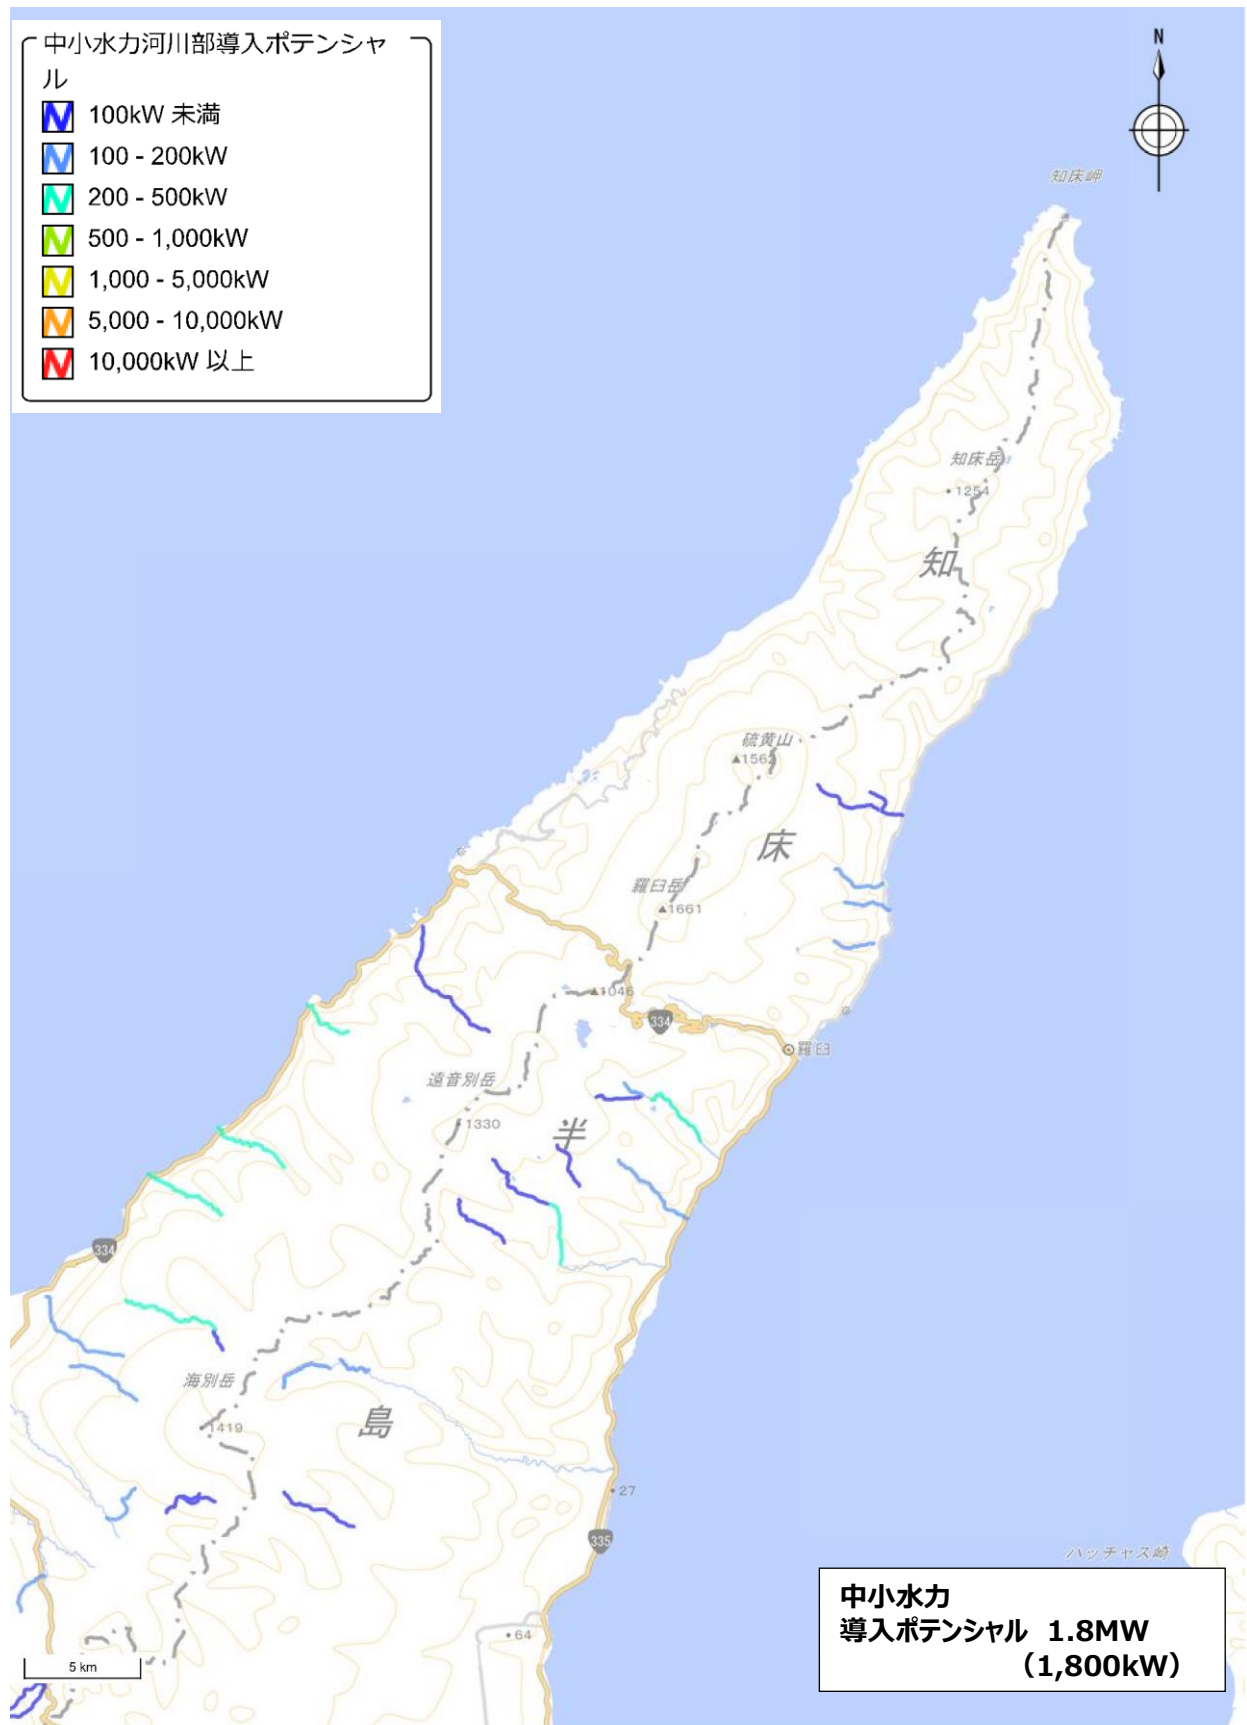 中小水力河川部導入ポテンシャ
ル
100kW 未満
100 - 200kW
200 - 500kW
500 - 1,000kW
1,000 - 5,000kW
5,000 - 10,000kW
10,000kW 以上
N
知床岬
知床岳
1254
知
硫黄山
1562
床
羅臼岳
1661
1046
334
羅臼
遠音別岳
1330
半
334
海別岳
1419
島
27
335
ハッチャス崎
64
5 km
中小水力
導入ポテンシャル 1.8MW
(1,800kW)